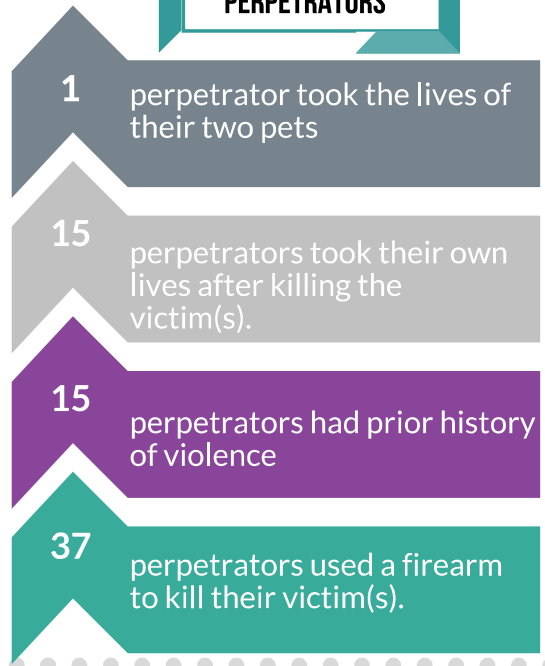 PERPETRATORS
1
perpetrator took the lives of
their two pets
15
perpetrators took their own
lives after killing the
victim(s).
15
perpetrators had prior history
of violence
37
perpetrators used a firearm
to kill their victim(s).